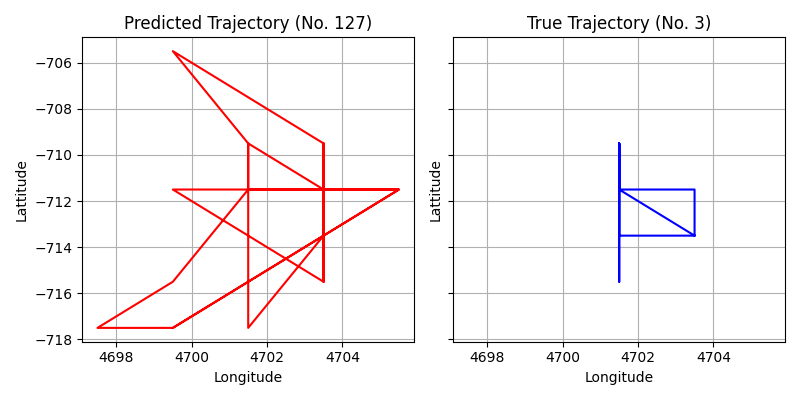 Predicted Trajectory (No. 127)
True Trajectory (No. 3)
−706
−708
−710
−712
−714
−716
−718
Lattitude
Lattitude
4698 4700 4702 4704
4698 4700 4702 4704
Longitude
Longitude